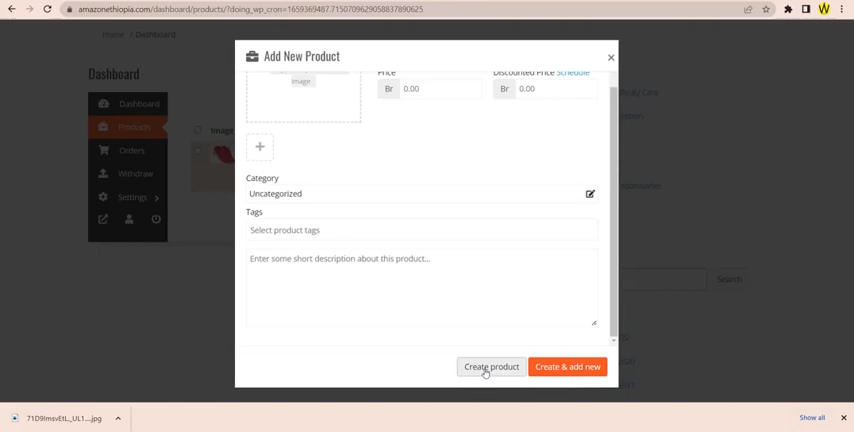 amazonethiopia.com/dashboard/products/?doing_wp_cron=1659369487.7150709629058837890625
W
Home / Dashboard
Add New Product
×
Dashboard
image
Price
Discounted Price Schedule
Br 0.00
Br 0.00
Dashboard
Products
Image
Orders
Withdraw
Settings
+
Category
Uncategorized
Tags
Select product tags
Enter some short description about this product...
Search
Create product
Create & add new
71D9ImsvEtL._UL1....jpg
Show all